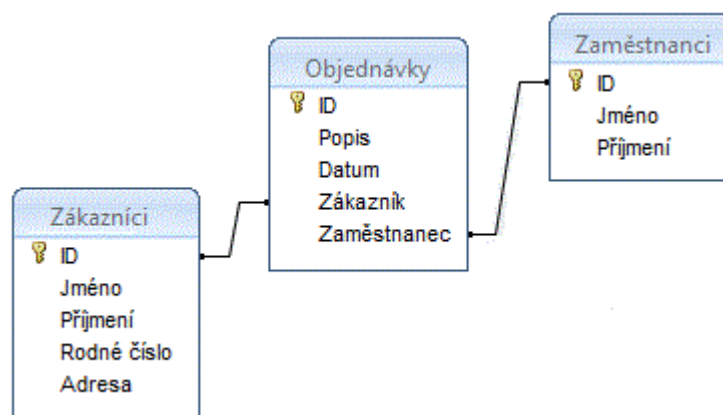 Zákazníci
ID
Jméno
Příjmení
Rodné číslo
Adresa
Objednávky
ID
Popis
Datum
Zákazník
Zaměstnanec
Zaměstnanci
ID
Jméno
Příjmení